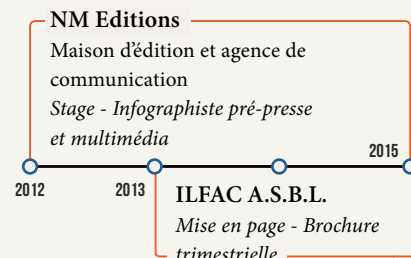 NM Editions
Maison d’édition et agence de
communication
Stage - Infographiste pré-presse
et multimédia
2015
2012
2013
ILFAC A.S.B.L.
Mise en page - Brochure
trimestrielle